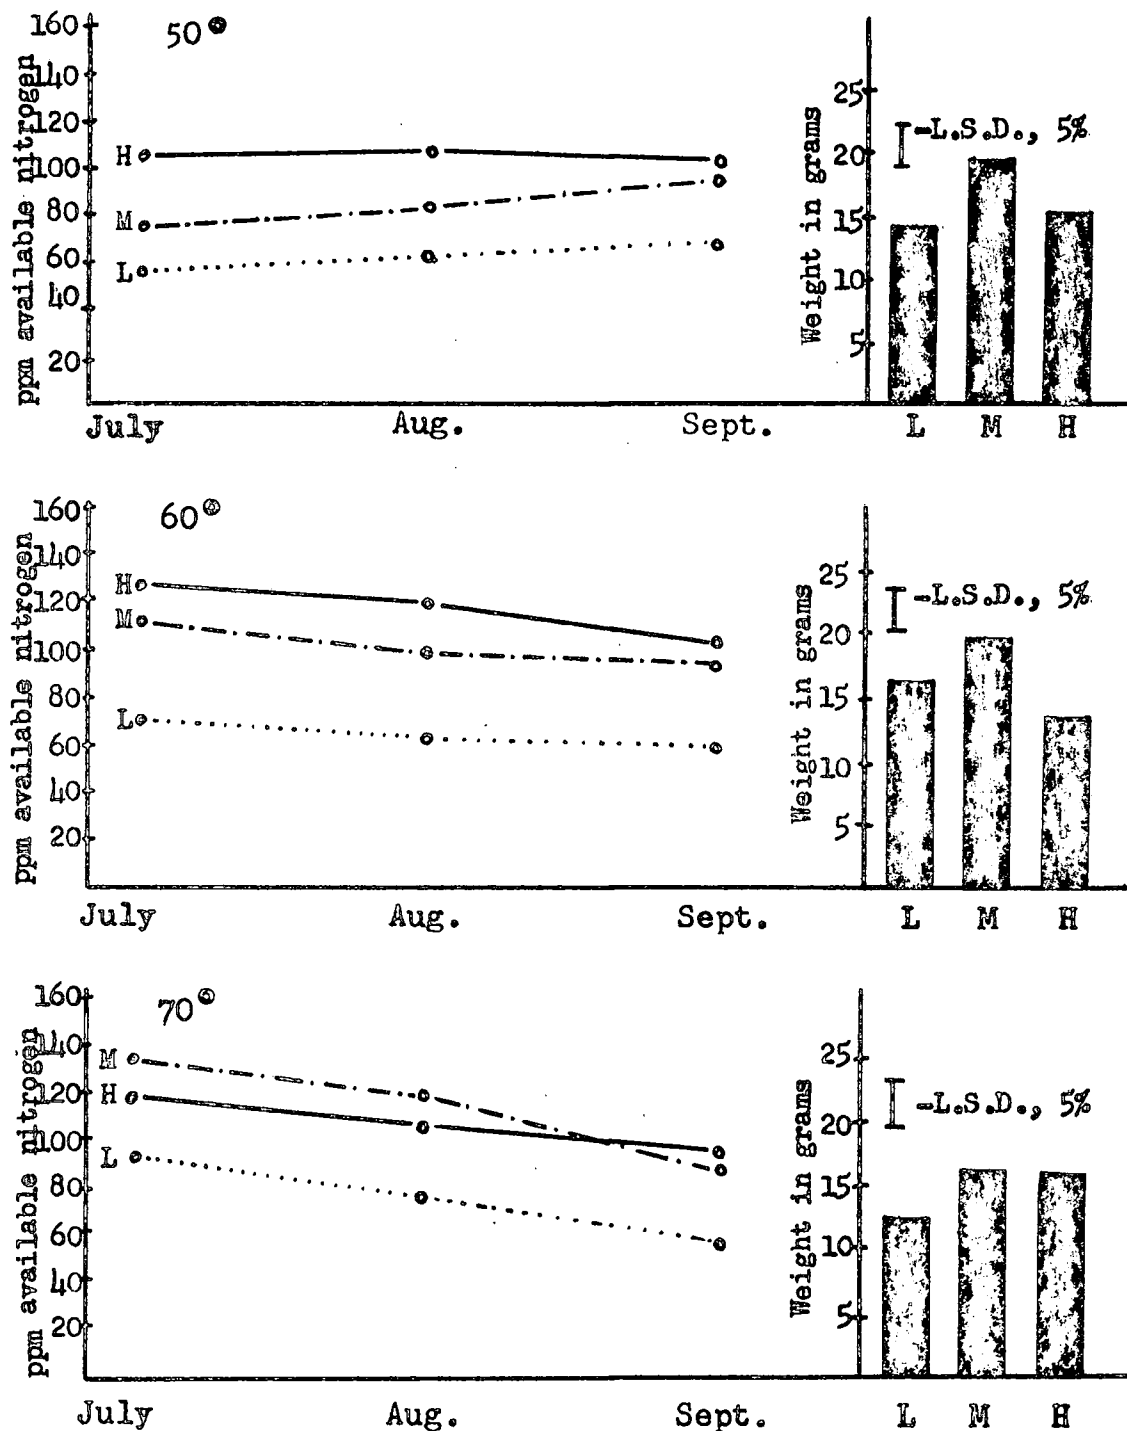 50°
ppm available nitrogen
160
140
120
100
80
60
40
20
H
M
L
July Aug. Sept.
Weight in grams
25
20
15
10
5
-L.S.D., 5%
L M H
60°
ppm available nitrogen
160
140
120
100
80
60
40
20
H
M
L
July Aug. Sept.
Weight in grams
25
20
15
10
5
-L.S.D., 5%
L M H
70°
ppm available nitrogen
160
140
120
100
80
60
40
20
M
H
L
July Aug. Sept.
Weight in grams
25
20
15
10
5
-L.S.D., 5%
L M H